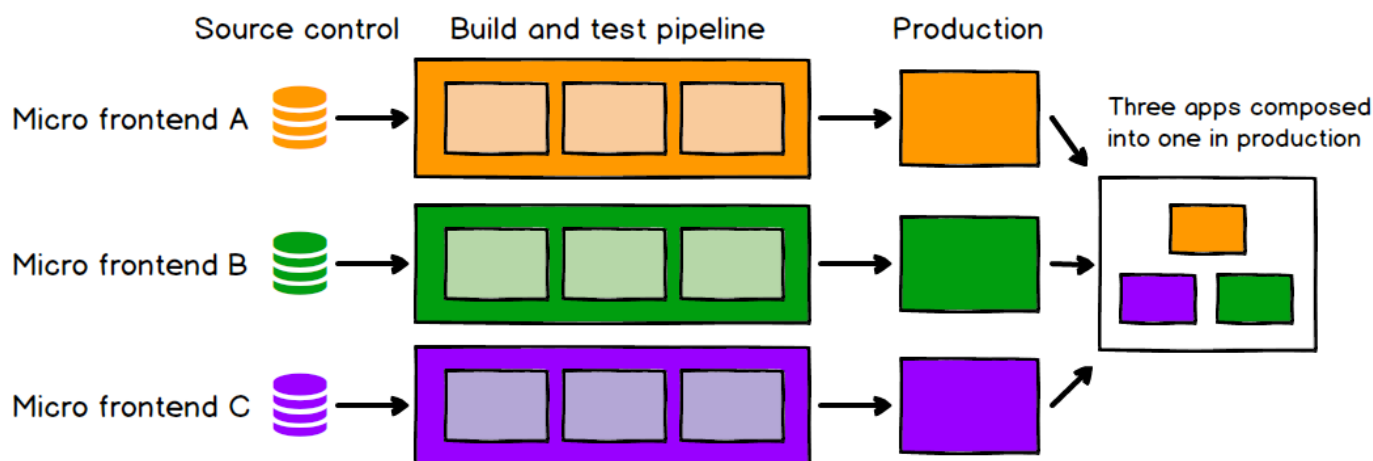 Source control
Build and test pipeline
Production
Micro frontend A
Three apps composed
into one in production
Micro frontend B
Micro frontend C